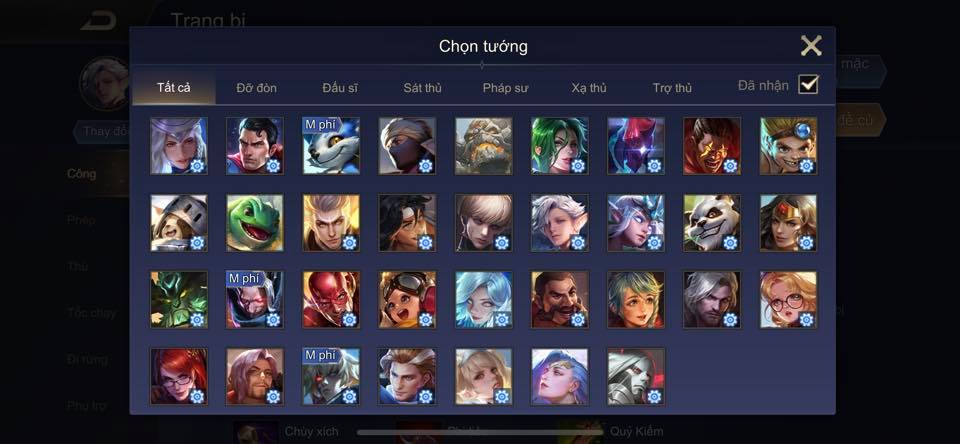 Trang bị
Chọn tướng
Tất cả
Đỡ đòn
Đấu sĩ
Sát thủ
Pháp sư
Xạ thủ
Trợ thủ
Đã nhận
mặc
Thay đổi
đề cử
M phí
Công
Phép
M phí
Thủ
Tốc chạy
Đi rừng
M phí
Phụ trợ
Chùy xích
Quỷ Kiếm